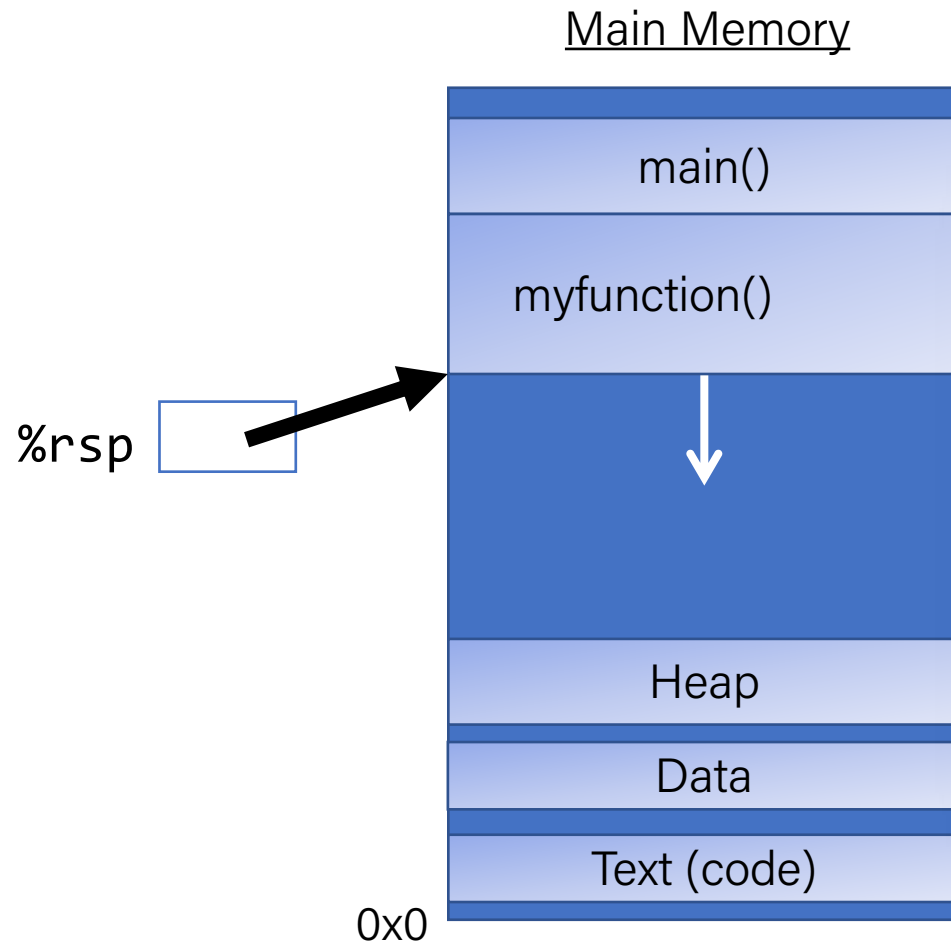 Main Memory
main()
myfunction()
%rsp
Heap
Data
Text (code)
0x0